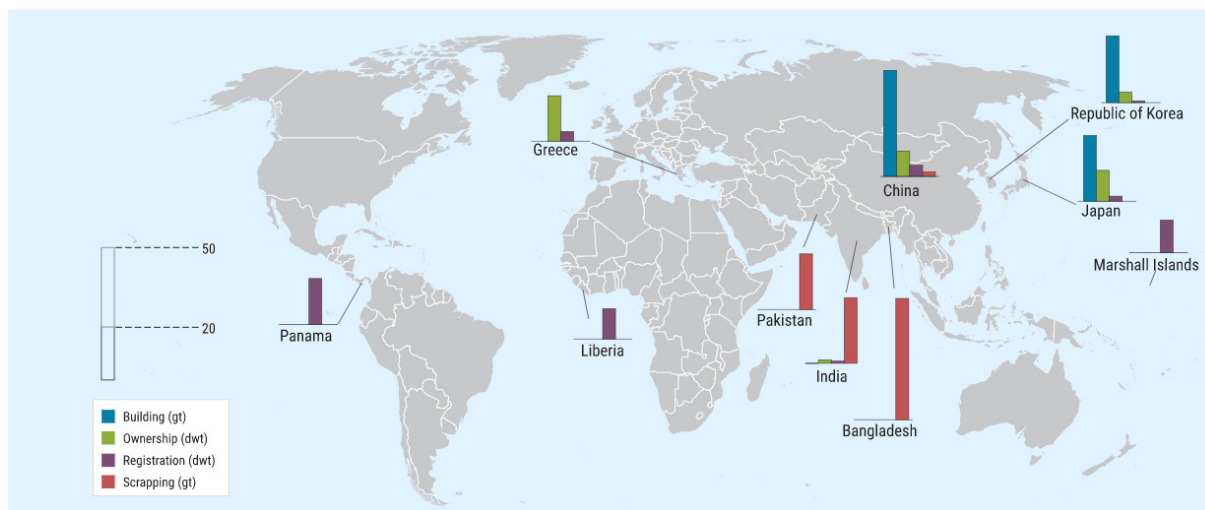 Republic of Korea
Greece
China
Japan
50
Marshall Islands
Panama
20
Liberia
Pakistan
India
Bangladesh
Building (gt)
Ownership (dwt)
Registration (dwt)
Scrapping (gt)